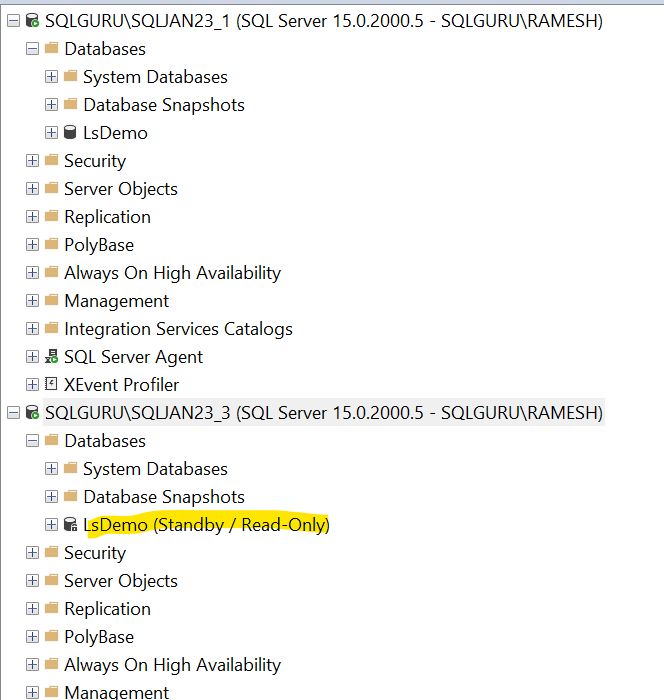 SQLGURU\SQLJAN23_1 (SQL Server 15.0.2000.5 - SQLGURU\RAMESH)
Databases
System Databases
Database Snapshots
LsDemo
Security
Server Objects
Replication
PolyBase
Always On High Availability
Management
Integration Services Catalogs
SQL Server Agent
XEvent Profiler
SQLGURU\SQLJAN23_3 (SQL Server 15.0.2000.5 - SQLGURU\RAMESH)
Databases
System Databases
Database Snapshots
LsDemo (Standby / Read-Only)
Security
Server Objects
Replication
PolyBase
Always On High Availability
Management